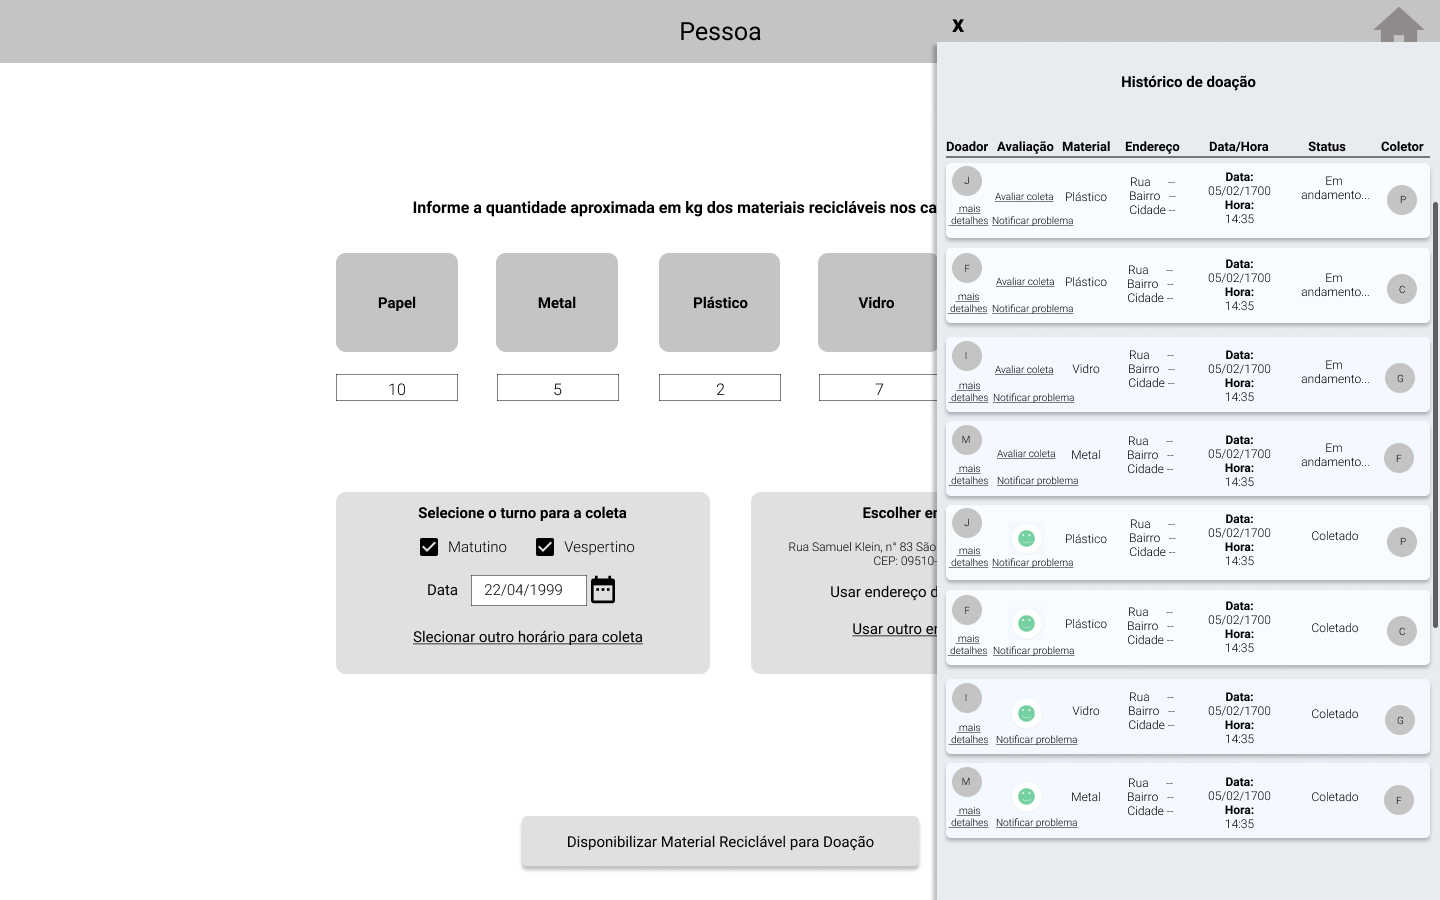 Pessoa
x
Informe a quantidade aproximada em kg dos materiais recicláveis nos ca
Papel
Metal
Plástico
Vidro
10
5
2
7
Selecione o turno para a coleta
Matutino
Vespertino
Data
22/04/1999
Slecionar outro horário para coleta
Escolher en
Rua Samuel Klein, n° 83 São
CEP: 09510-
Usar endereço d
Usar outro en
Disponibilizar Material Reciclável para Doação
Histórico de doação
Doador Avaliação Material Endereço Data/Hora Status Coletor
J
mais
detalhes
Avaliar coleta
Notificar problema
Plástico
Rua --
Bairro --
Cidade --
Data:
05/02/1700
Hora:
14:35
Em
andamento...
P
F
mais
detalhes
Avaliar coleta
Notificar problema
Plástico
Rua --
Bairro --
Cidade --
Data:
05/02/1700
Hora:
14:35
Em
andamento...
C
I
mais
detalhes
Avaliar coleta
Notificar problema
Vidro
Rua --
Bairro --
Cidade --
Data:
05/02/1700
Hora:
14:35
Em
andamento...
G
M
mais
detalhes
Avaliar coleta
Notificar problema
Metal
Rua --
Bairro --
Cidade --
Data:
05/02/1700
Hora:
14:35
Em
andamento...
F
J
mais
detalhes
Notificar problema
Plástico
Rua --
Bairro --
Cidade --
Data:
05/02/1700
Hora:
14:35
Coletado
P
F
mais
detalhes
Notificar problema
Plástico
Rua --
Bairro --
Cidade --
Data:
05/02/1700
Hora:
14:35
Coletado
C
I
mais
detalhes
Notificar problema
Vidro
Rua --
Bairro --
Cidade --
Data:
05/02/1700
Hora:
14:35
Coletado
G
M
mais
detalhes
Notificar problema
Metal
Rua --
Bairro --
Cidade --
Data:
05/02/1700
Hora:
14:35
Coletado
F